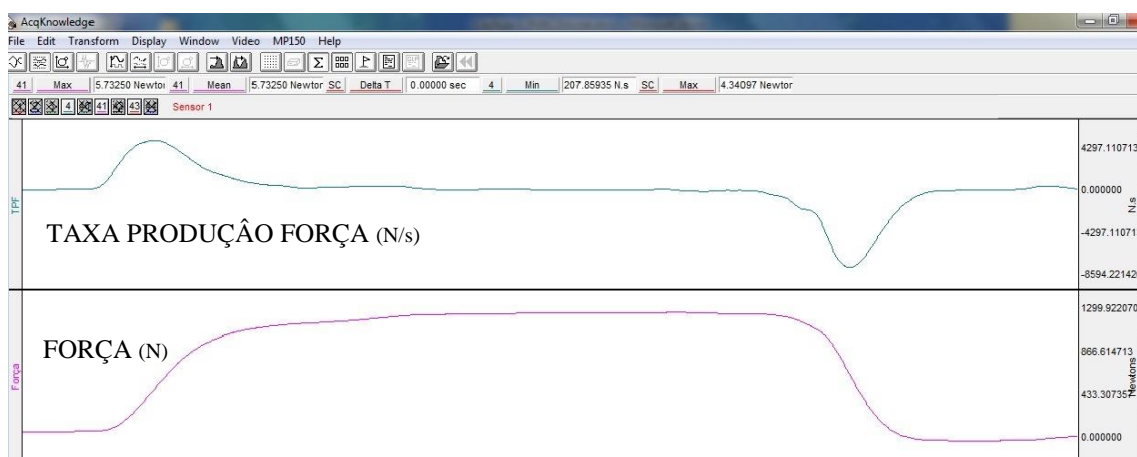 AcqKnowledge
File Edit Transform Display Window Video MP150 Help
41 Max 5.73250 Newtor 41 Mean 5.73250 Newtor SC Delta T 0.00000 sec 4 Min 207.85935 N.s SC Max 4.34097 Newtor
4 41 43 Sensor 1
4297.110713
0.000000
N.s
TPF
TAXA PRODUÇÂO FORÇA (N/s)
-4297.11071
-8594.22142
1299.922070
FORÇA (N)
866.614713
Força
Newtons
433.307357
0.000000